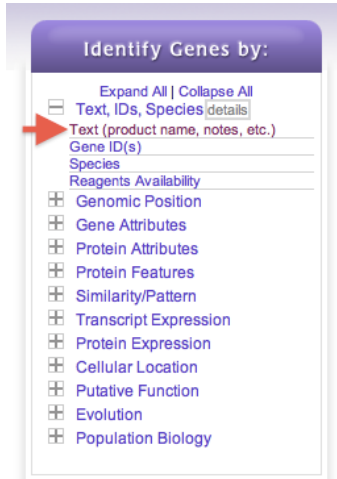 Identify Genes by:
Expand All | Collapse All
Text, IDs, Species details
Text (product name, notes, etc.)
Gene ID(s)
Species
Reagents Availability
Genomic Position
Gene Attributes
Protein Attributes
Protein Features
Similarity/Pattern
Transcript Expression
Protein Expression
Cellular Location
Putative Function
Evolution
Population Biology